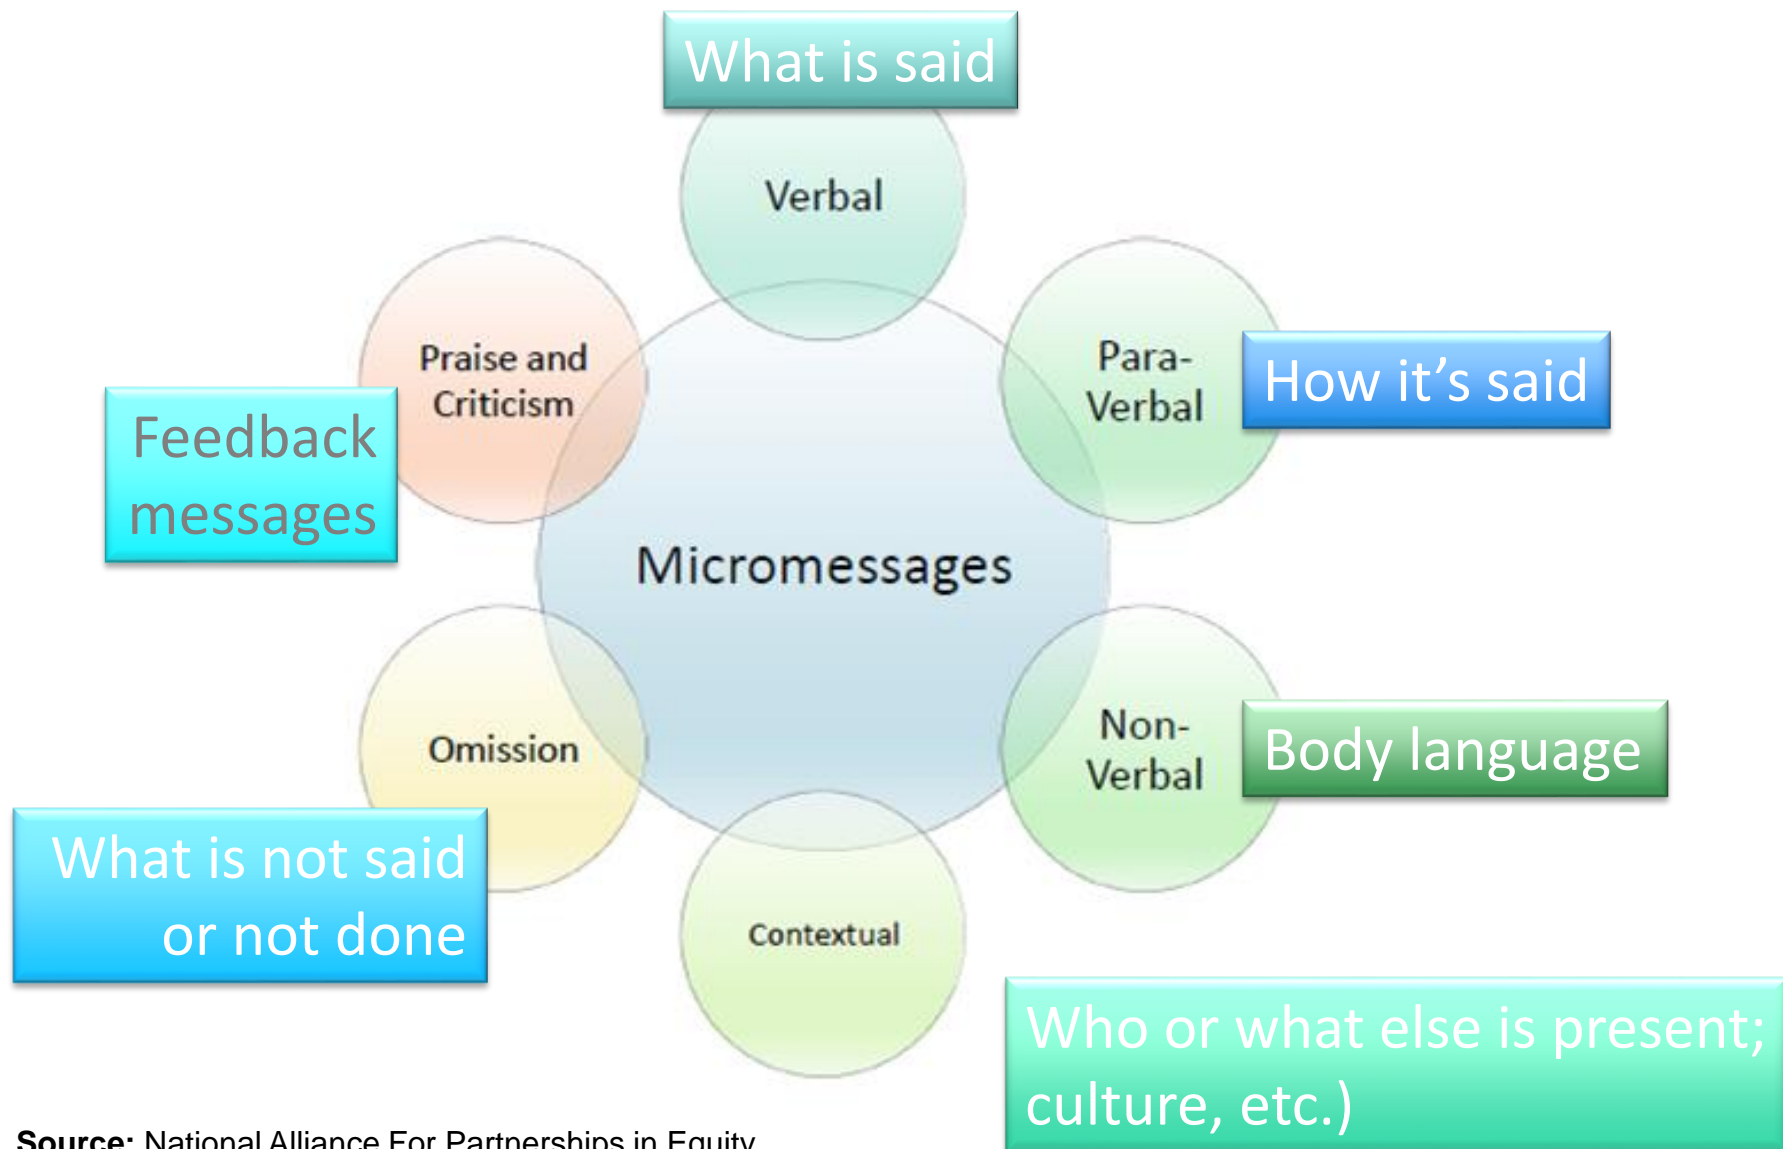 What is said
Verbal
Praise and
Criticism
Para-
Verbal
How it's said
Feedback
messages
Micromessages
Omission
Non-
Verbal
Body language
What is not said
or not done
Contextual
Who or what else is present;
culture, etc.)
Source: National Alliance For Partnerships in Equity